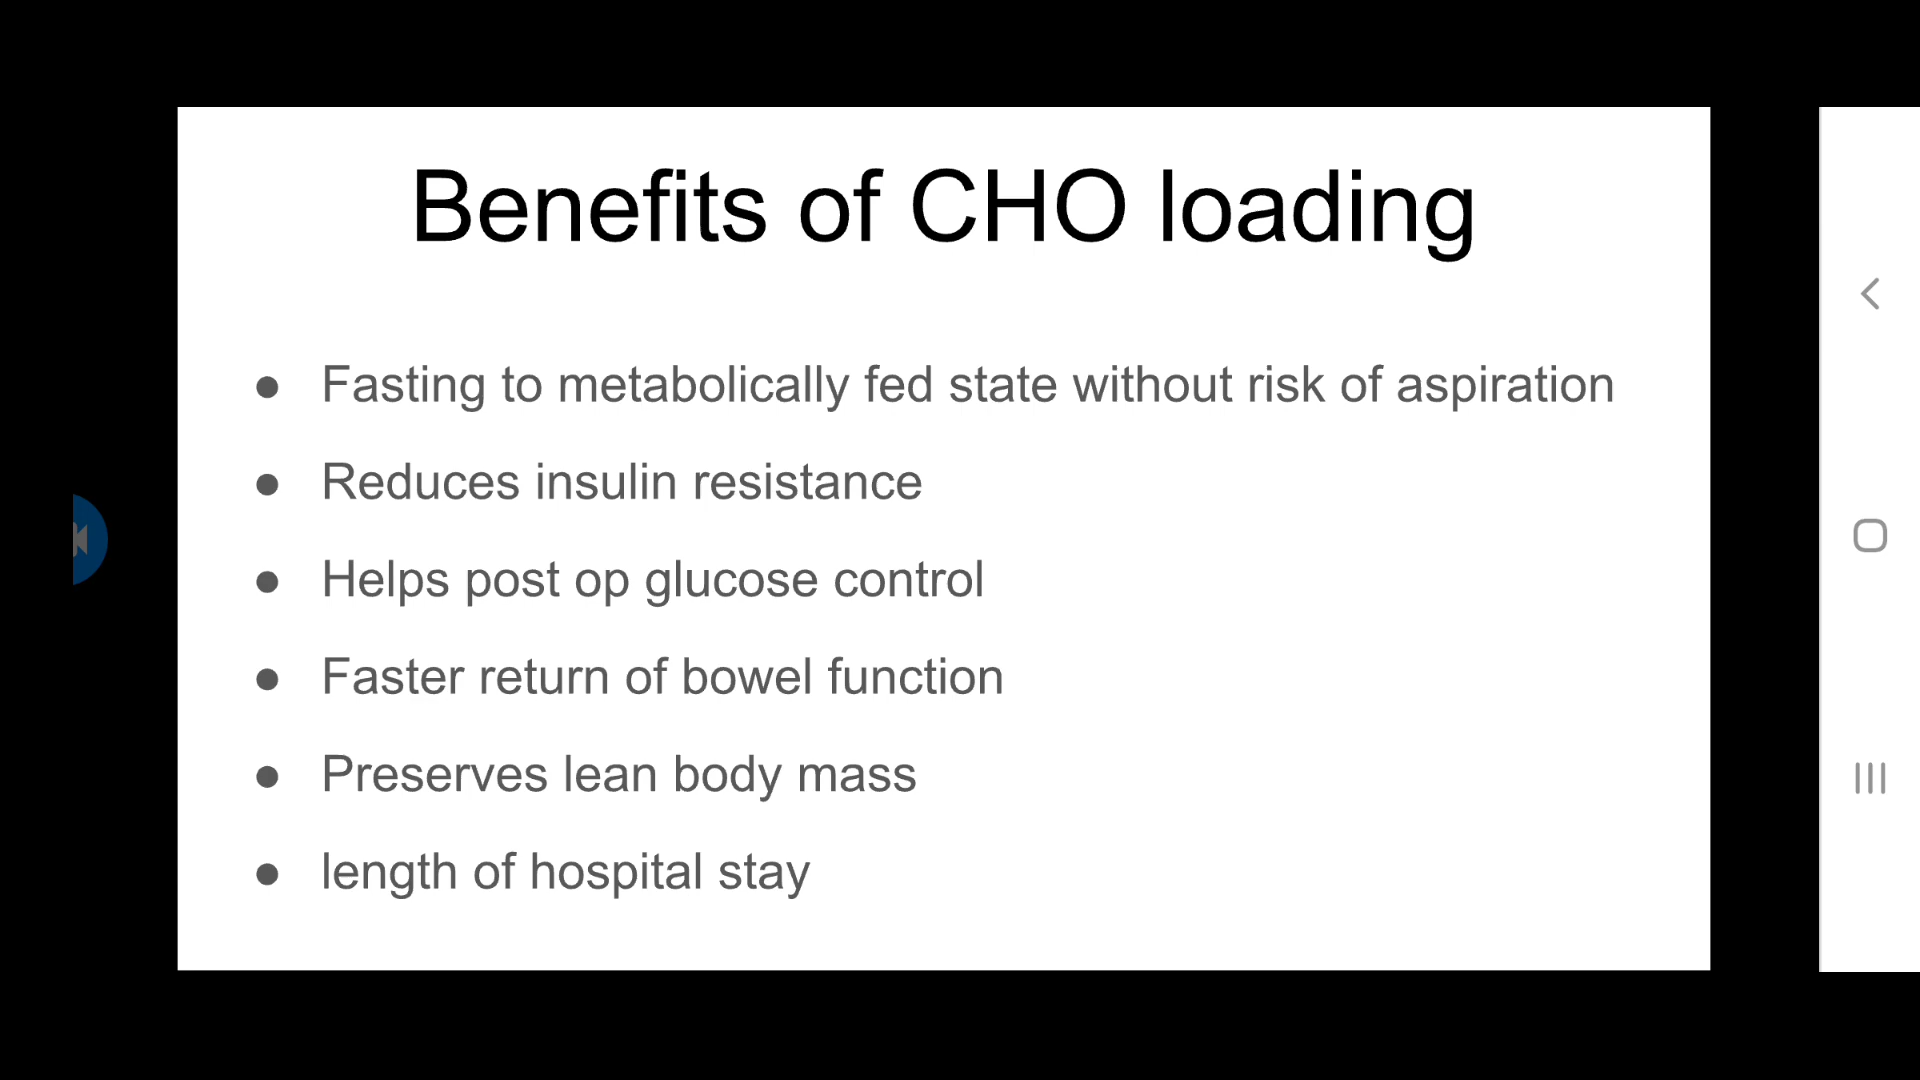 Benefits of CHO loading
● Fasting to metabolically fed state without risk of aspiration
● Reduces insulin resistance
● Helps post op glucose control
● Faster return of bowel function
● Preserves lean body mass
● length of hospital stay